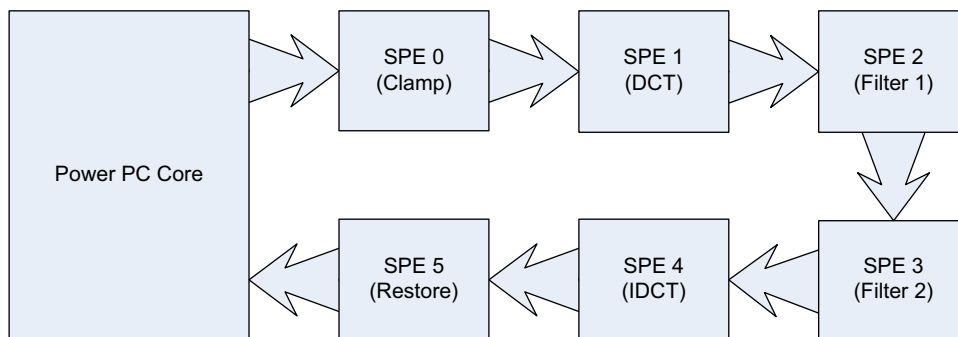 Power PC Core
SPE 0
(Clamp)
SPE 1
(DCT)
SPE 2
(Filter 1)
SPE 3
(Filter 2)
SPE 4
(IDCT)
SPE 5
(Restore)